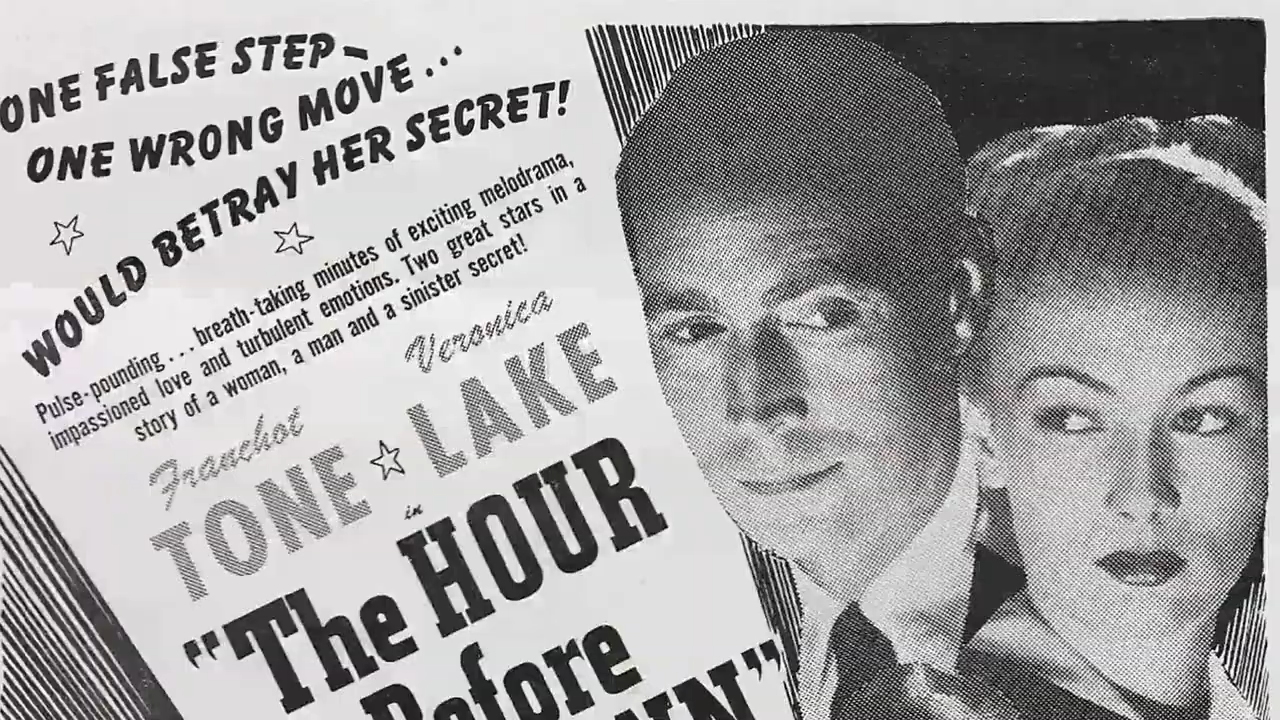 ONE FALSE STEP–
ONE WRONG MOVE...
WOULD BETRAY HER SECRET!
Pulse-pounding...breath-taking minutes of exciting melodrama,
impassioned love and turbulent emotions. Two great stars in a
story of a woman, a man and a sinister secret!
Franchot Veronica
TONE LAKE
in
"The HOUR
Before